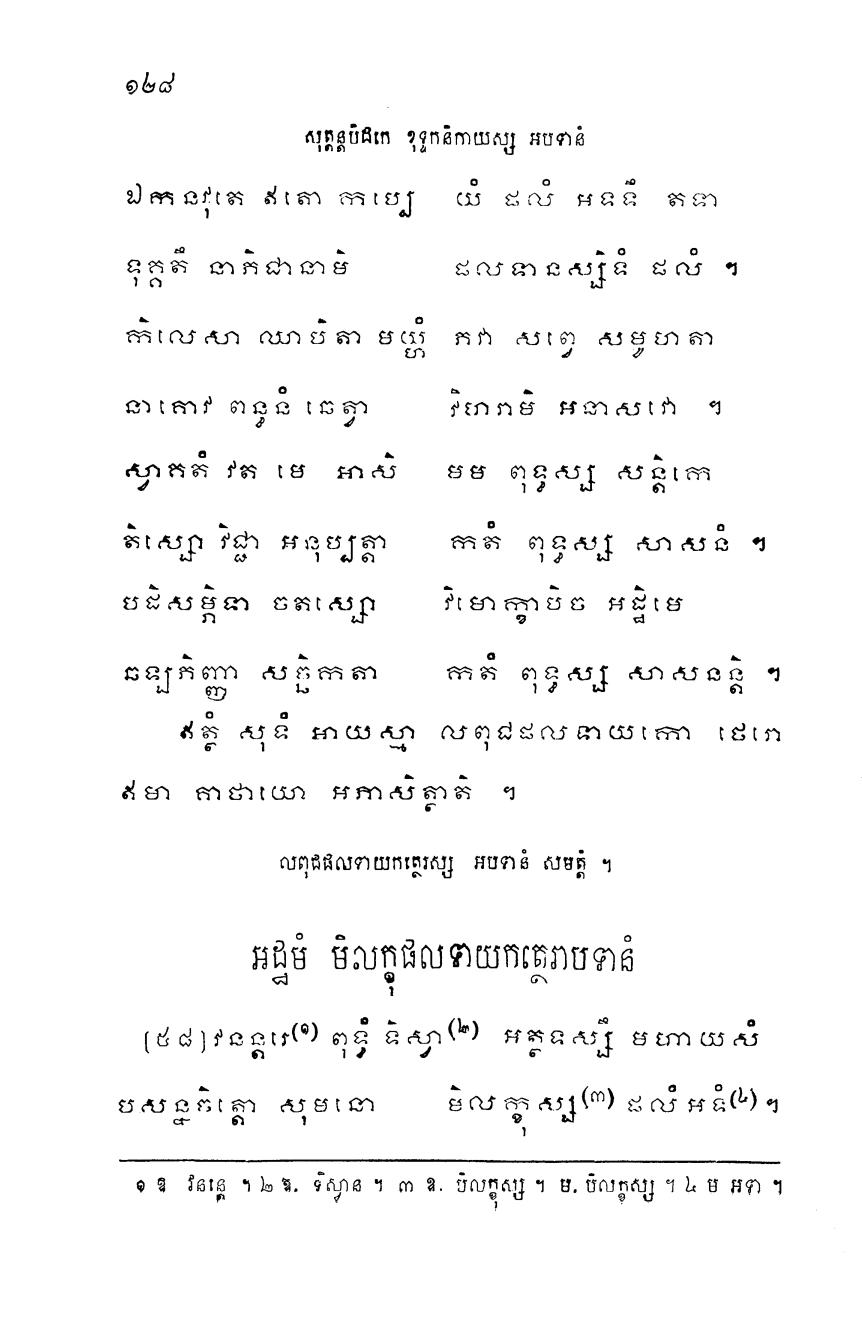 ១២៨
សុត្តន្តបិដកេ ខុទ្ទកនិកាយស្ស អបទានំ
ឯកនវុតេ ឥតោ កប្បេ យំ ផលំ អទទឹ តទា
ទុក្គតឹ នាភិជានាមិ ផលទានស្សិទំ ផលំ ។
កិលេសា ឈាបិតា មយ្ហំ ភវា សព្វេ សមូហតា
នាគោវ ពន្ធនំ ឆេត្វា វិហរាមិ អនាសវោ ។
ស្វាគតំ វត មេ អាសិ មម ពុទ្ធស្ស សន្តិកេ
តិស្សោ វិជ្ជា អនុប្បត្តា កតំ ពុទ្ធស្ស សាសនំ ។
បដិសម្ភិទា ចតស្សោ វិមោក្ខាបិច អដ្ឋិមេ
ឆឡភិញ្ញា សច្ឆិកតា កតំ ពុទ្ធស្ស សាសនន្តិ ។
ឥត្ថំ សុទំ អាយស្មា លពុជផលទាយកោ ថេរោ
ឥមា គាថាយោ អភាសិត្ថាតិ ។
លពុជផលទាយកត្ថេរស្ស អបទានំ សមត្តំ ។
អដ្ឋមំ មិលក្ខុផលទាយកត្ថេរាបទានំ
[៥៨] វនន្តរេ(១) ពុទ្ធំ ទិស្វា(២) អត្ថទស្សឹ មហាយសំ
បសន្នចិត្តោ សុមនោ មិលក្ខុស្ស(៣) ផលំ អទំ(៤) ។
១ ឱ វនន្តេ ។ ២ ឱ. ទិស្វាន ។ ៣ ឱ. បិលក្ខុស្ស ។ ម. បិលក្ខស្ស ។ ៤ ម អទា ។